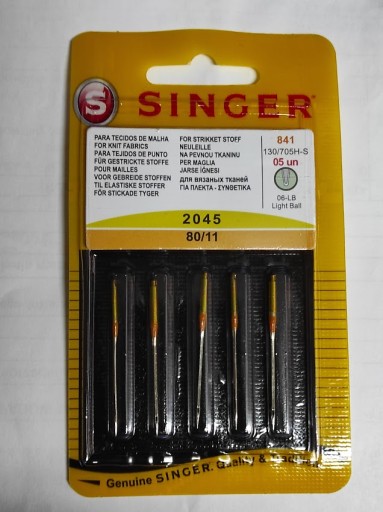 S SINGER®
PARA TECIDOS DE MALHA
FOR KNIT FABRICS
PARA TEJIDOS DE PUNTO
FÜR GESTRICKTE STOFFE
POUR MAILLES
VOOR GEBREIDE STOFFEN
TIL ELASTISKE STOFFER
FÖR STICKADE TYGER
FOR STRIKKET STOFF
NEULEILLE
NA PEVNOU TKANINU
PER MAGLIA
JARSE IĞNESI
для вязаных тканей
ΓΙΑ ΠΛΕΚΤΑ - ΣΥΝΘΕΤΙΚΑ
841
130/705H-S
05 un
06-LB
Light Ball
2045
80/11
Genuine SINGER. Quality &